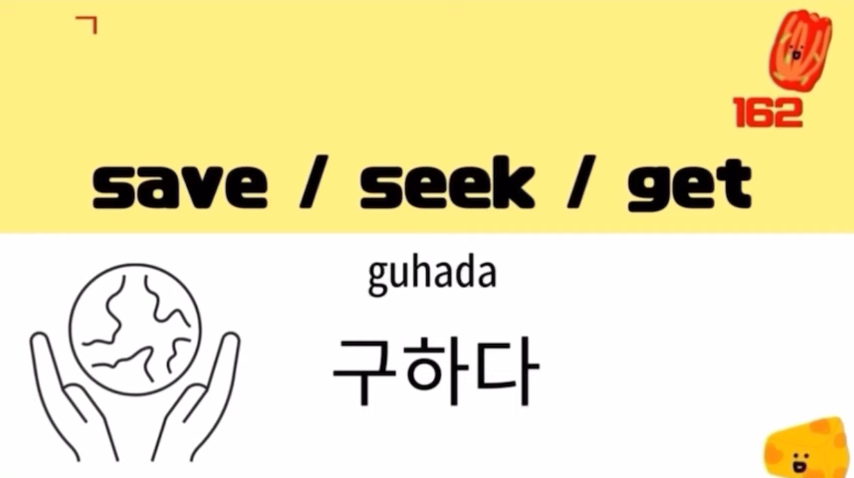 ㄱ
162
save / seek / get
guhada
구하다